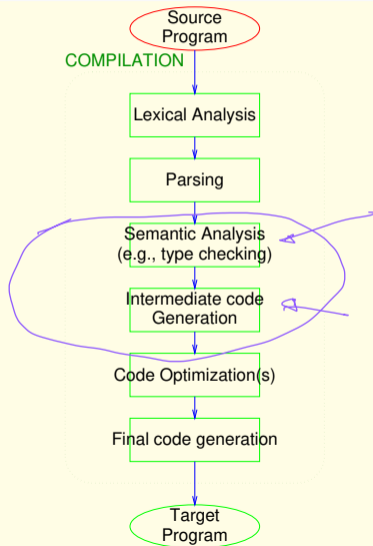 Source
Program
COMPILATION
Lexical Analysis
Parsing
Semantic Analysis
(e.g., type checking)
Intermediate code
Generation
Code Optimization(s)
Final code generation
Target
Program